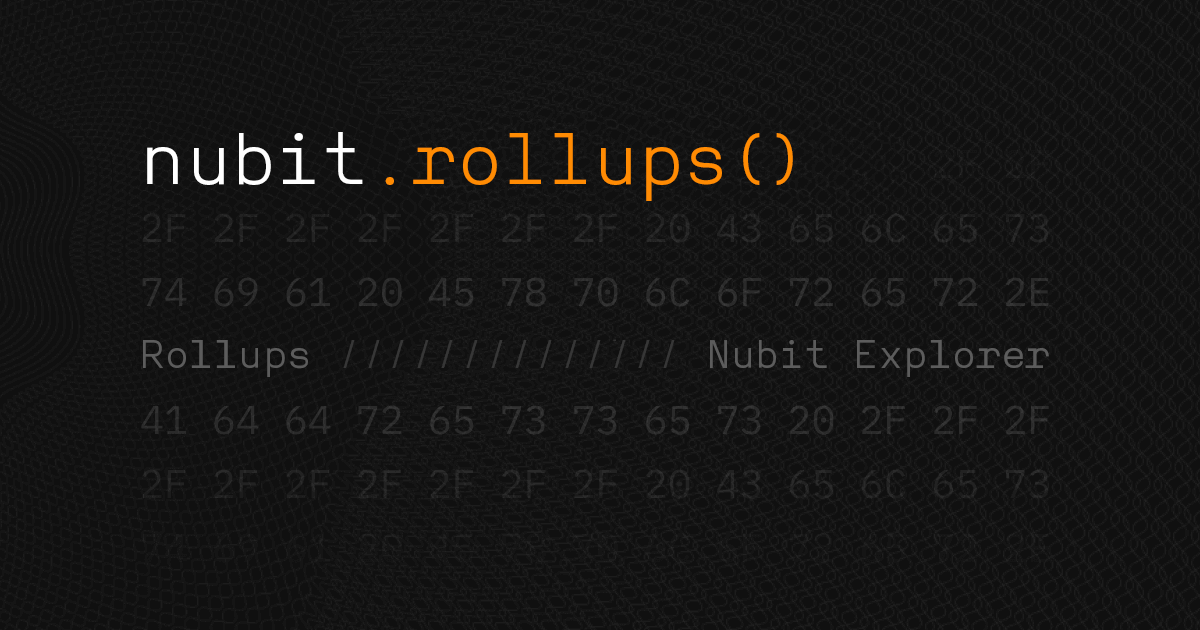 nubit.rollups()
2F 2F 2F 2F 2F 2F 2F 20 43 65 6C 65 73
74 69 61 20 45 78 70 6C 6F 72 65 72 2E
Rollups ////////////// Nubit Explorer
41 64 64 72 65 73 73 65 73 20 2F 2F 2F
2F 2F 2F 2F 2F 2F 2F 20 43 65 6C 65 73